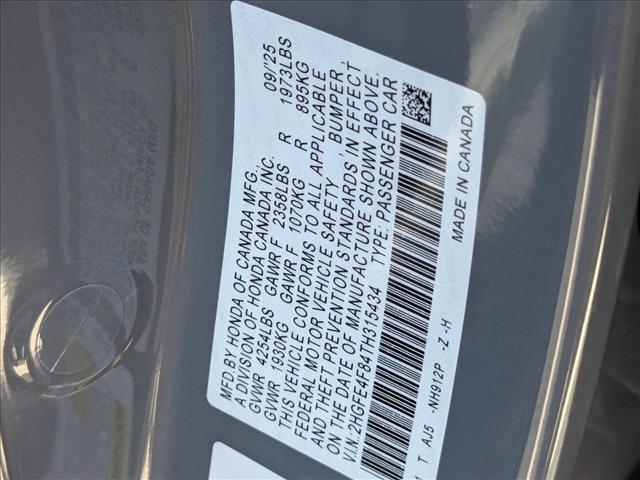 MFD.BY HONDA OF CANADA MFG. 09/25
A DIVISION OF HONDA CANADA INC.
GVWR 4254LBS GAWR F 2358LBS R 1973LBS
GVWR 1930KG GAWR F 1070KG R 895KG
THIS VEHICLE CONFORMS TO ALL APPLICABLE
FEDERAL MOTOR VEHICLE SAFETY, BUMPER,
AND THEFT PREVENTION STANDARDS IN EFFECT
ON THE DATE OF MANUFACTURE SHOWN ABOVE.
V.I.N: 2HGFE4F84TH315434 TYPE: PASSENGER CAR
T AJ5 -NH912P -Z -H MADE IN CANADA